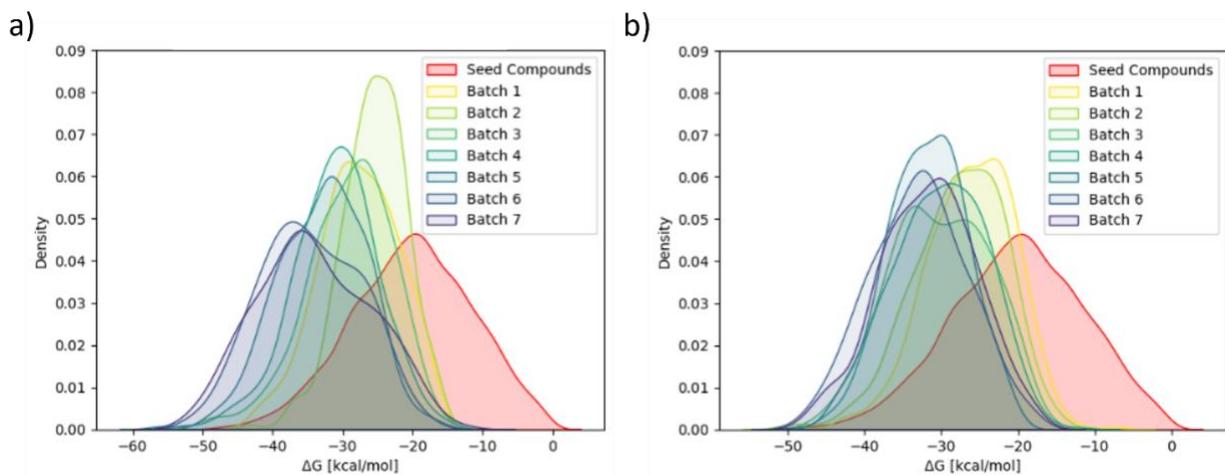 a)
0.09
0.08
0.07
0.06
0.05
0.04
0.03
0.02
0.01
0.00
Density
Seed Compounds
Batch 1
Batch 2
Batch 3
Batch 4
Batch 5
Batch 6
Batch 7
−60 −50 −40 −30 −20 −10 0
ΔG [kcal/mol]
b)
0.09
0.08
0.07
0.06
0.05
0.04
0.03
0.02
0.01
0.00
Density
Seed Compounds
Batch 1
Batch 2
Batch 3
Batch 4
Batch 5
Batch 6
Batch 7
−50 −40 −30 −20 −10 0
ΔG [kcal/mol]